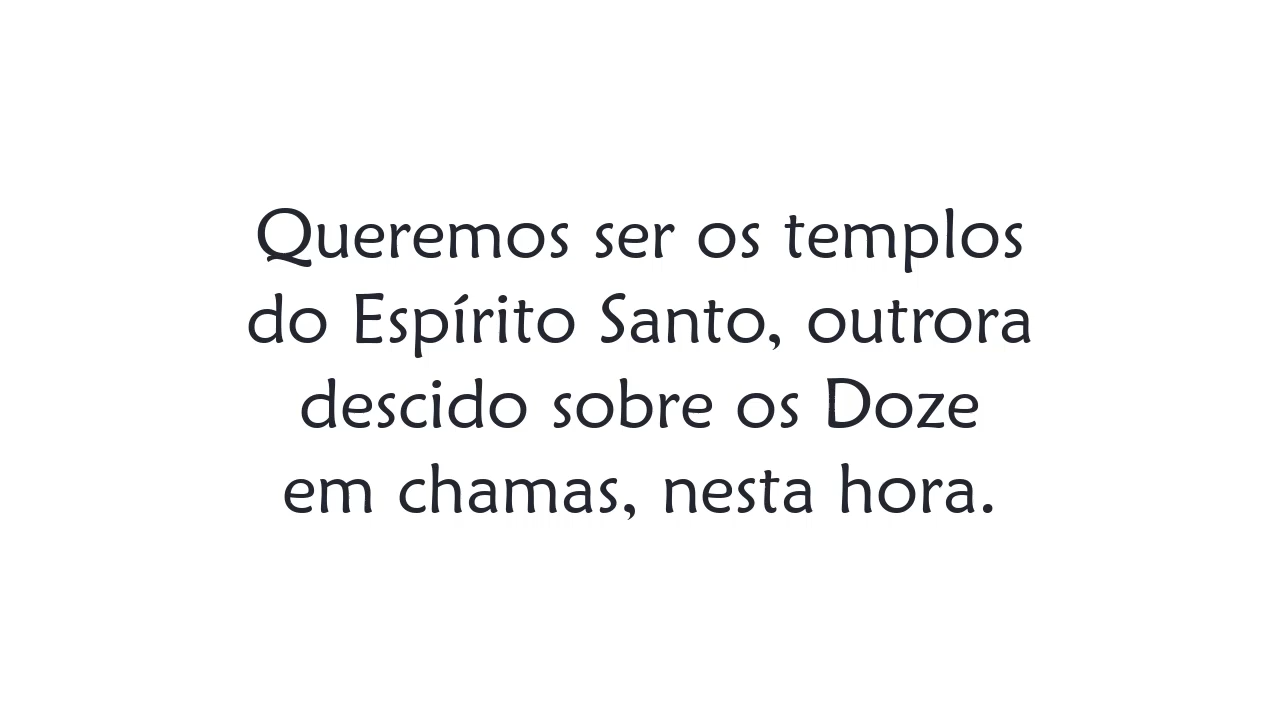 Queremos ser os templos
do Espírito Santo, outrora
descido sobre os Doze
em chamas, nesta hora.